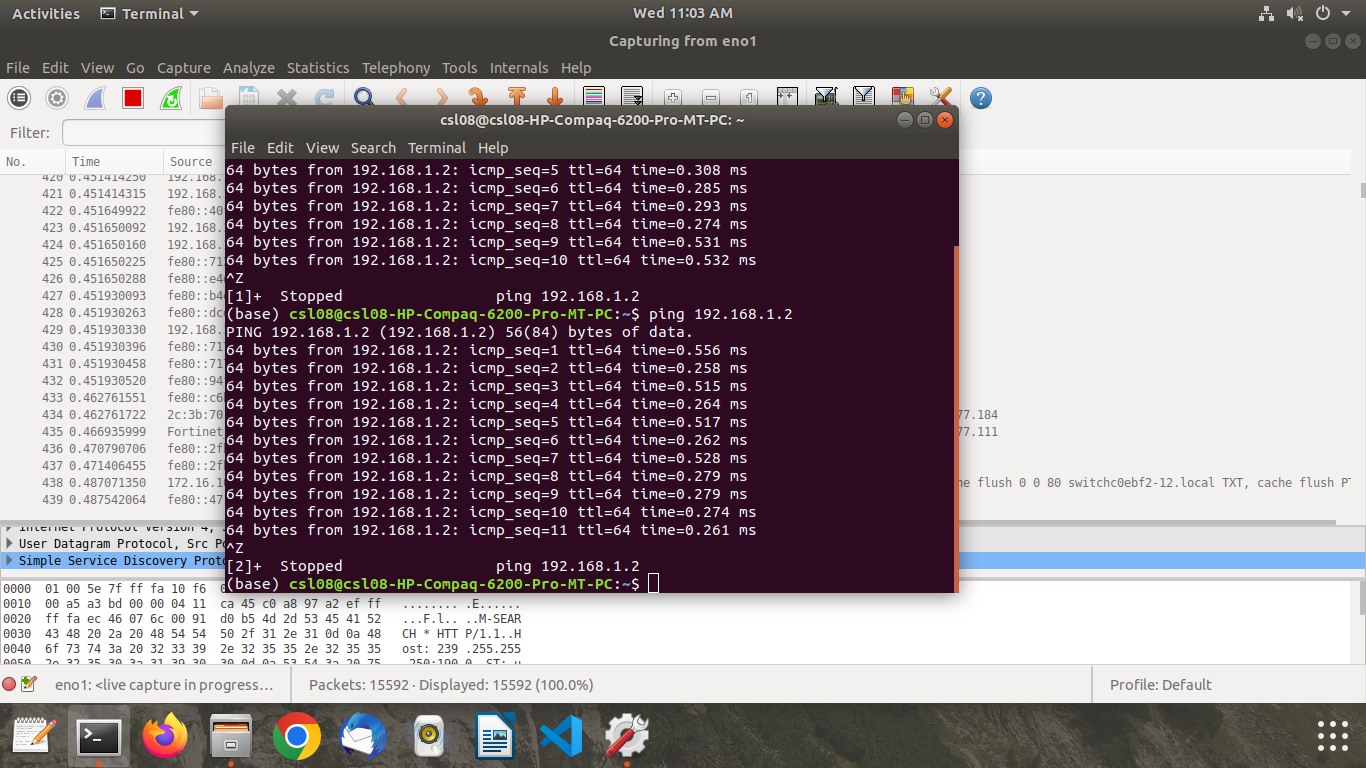 Activities Terminal Wed 11:03 AM
Capturing from eno1
File Edit View Go Capture Analyze Statistics Telephony Tools Internals Help
Filter:
No. Time Source
420 0.451414250 192.168.
421 0.451414315 192.168.
422 0.451649922 fe80::40
423 0.451650092 192.168.
424 0.451650160 192.168.
425 0.451650225 fe80::71
426 0.451650288 fe80::e4
427 0.451930093 fe80::b4
428 0.451930263 fe80::dc
429 0.451930330 192.168.
430 0.451930396 fe80::71
431 0.451930458 fe80::71
432 0.451930520 fe80::94
433 0.462761551 fe80::c6
434 0.462761722 2c:3b:70 77.184
435 0.466935999 Fortinet 77.111
436 0.470790706 fe80::2f
437 0.471406455 fe80::2f
438 0.487071350 172.16.1 he flush 0 0 80 switchc0ebf2-12.local TXT, cache flush PT
439 0.487542064 fe80::47
csl08@csl08-HP-Compaq-6200-Pro-MT-PC: ~
File Edit View Search Terminal Help
64 bytes from 192.168.1.2: icmp_seq=5 ttl=64 time=0.308 ms
64 bytes from 192.168.1.2: icmp_seq=6 ttl=64 time=0.285 ms
64 bytes from 192.168.1.2: icmp_seq=7 ttl=64 time=0.293 ms
64 bytes from 192.168.1.2: icmp_seq=8 ttl=64 time=0.274 ms
64 bytes from 192.168.1.2: icmp_seq=9 ttl=64 time=0.531 ms
64 bytes from 192.168.1.2: icmp_seq=10 ttl=64 time=0.532 ms
^Z
[1]+  Stopped                 ping 192.168.1.2
(base) csl08@csl08-HP-Compaq-6200-Pro-MT-PC:~$ ping 192.168.1.2
PING 192.168.1.2 (192.168.1.2) 56(84) bytes of data.
64 bytes from 192.168.1.2: icmp_seq=1 ttl=64 time=0.556 ms
64 bytes from 192.168.1.2: icmp_seq=2 ttl=64 time=0.258 ms
64 bytes from 192.168.1.2: icmp_seq=3 ttl=64 time=0.515 ms
64 bytes from 192.168.1.2: icmp_seq=4 ttl=64 time=0.264 ms
64 bytes from 192.168.1.2: icmp_seq=5 ttl=64 time=0.517 ms
64 bytes from 192.168.1.2: icmp_seq=6 ttl=64 time=0.262 ms
64 bytes from 192.168.1.2: icmp_seq=7 ttl=64 time=0.528 ms
64 bytes from 192.168.1.2: icmp_seq=8 ttl=64 time=0.279 ms
64 bytes from 192.168.1.2: icmp_seq=9 ttl=64 time=0.279 ms
64 bytes from 192.168.1.2: icmp_seq=10 ttl=64 time=0.274 ms
64 bytes from 192.168.1.2: icmp_seq=11 ttl=64 time=0.261 ms
^Z
[2]+  Stopped                 ping 192.168.1.2
(base) csl08@csl08-HP-Compaq-6200-Pro-MT-PC:~$
Internet Protocol Version 4,
User Datagram Protocol, Src Po
Simple Service Discovery Proto
0000 01 00 5e 7f ff fa 10 f6
0010 00 a5 a3 bd 00 00 04 11 ca 45 c0 a8 97 a2 ef ff ........ .E......
0020 ff fa ec 46 07 6c 00 91 d0 b5 4d 2d 53 45 41 52 ...F.l.. ..M-SEAR
0030 43 48 20 2a 20 48 54 54 50 2f 31 2e 31 0d 0a 48 CH * HTT P/1.1..H
0040 6f 73 74 3a 20 32 33 39 2e 32 35 35 2e 32 35 35 ost: 239 .255.255
0050 2e 32 35 30 3a 31 39 30 30 0d 0a 53 54 3a 20 75 .250:190 0..ST: u
eno1: <live capture in progress... Packets: 15592 · Displayed: 15592 (100.0%) Profile: Default